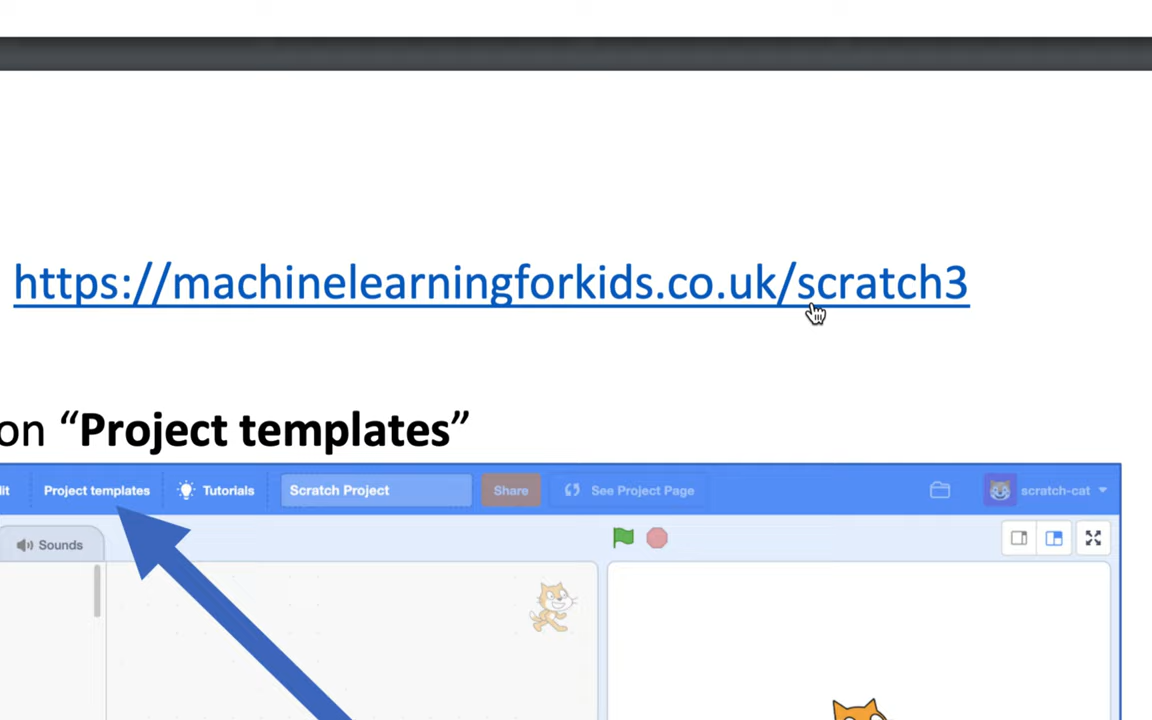 https://machinelearningforkids.co.uk/scratch3
on “Project templates”
it Project templates Tutorials Scratch Project Share See Project Page scratch-cat
Sounds